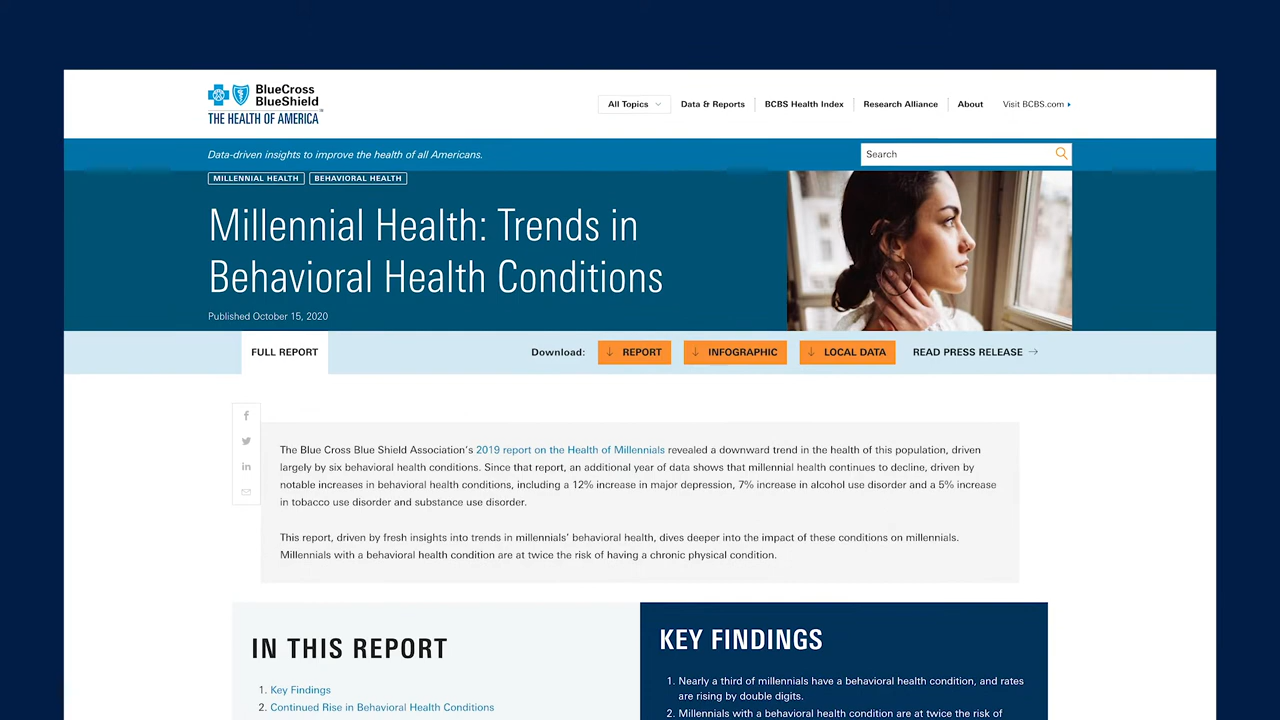 BlueCross
BlueShield
THE HEALTH OF AMERICA
All Topics
Data & Reports
BCBS Health Index
Research Alliance
About
Visit BCBS.com
Data-driven insights to improve the health of all Americans.
Search
MILLENNIAL HEALTH
BEHAVIORAL HEALTH
Millennial Health: Trends in
Behavioral Health Conditions
Published October 15, 2020
FULL REPORT
Download:
REPORT
INFOGRAPHIC
LOCAL DATA
READ PRESS RELEASE
The Blue Cross Blue Shield Association's 2019 report on the Health of Millennials revealed a downward trend in the health of this population, driven
largely by six behavioral health conditions. Since that report, an additional year of data shows that millennial health continues to decline, driven by
notable increases in behavioral health conditions, including a 12% increase in major depression, 7% increase in alcohol use disorder and a 5% increase
in tobacco use disorder and substance use disorder.
This report, driven by fresh insights into trends in millennials' behavioral health, dives deeper into the impact of these conditions on millennials.
Millennials with a behavioral health condition are at twice the risk of having a chronic physical condition.
IN THIS REPORT
1. Key Findings
2. Continued Rise in Behavioral Health Conditions
KEY FINDINGS
1. Nearly a third of millennials have a behavioral health condition, and rates
are rising by double digits.
2. Millennials with a behavioral health condition are at twice the risk of